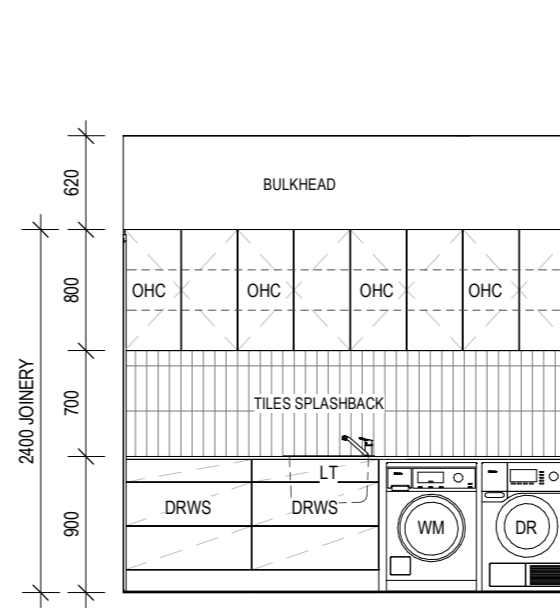 620
BULKHEAD
800
OHC
OHC
OHC
OHC
2400 JOINERY
700
TILES SPLASHBACK
LT
900
DRWS
DRWS
WM
DR